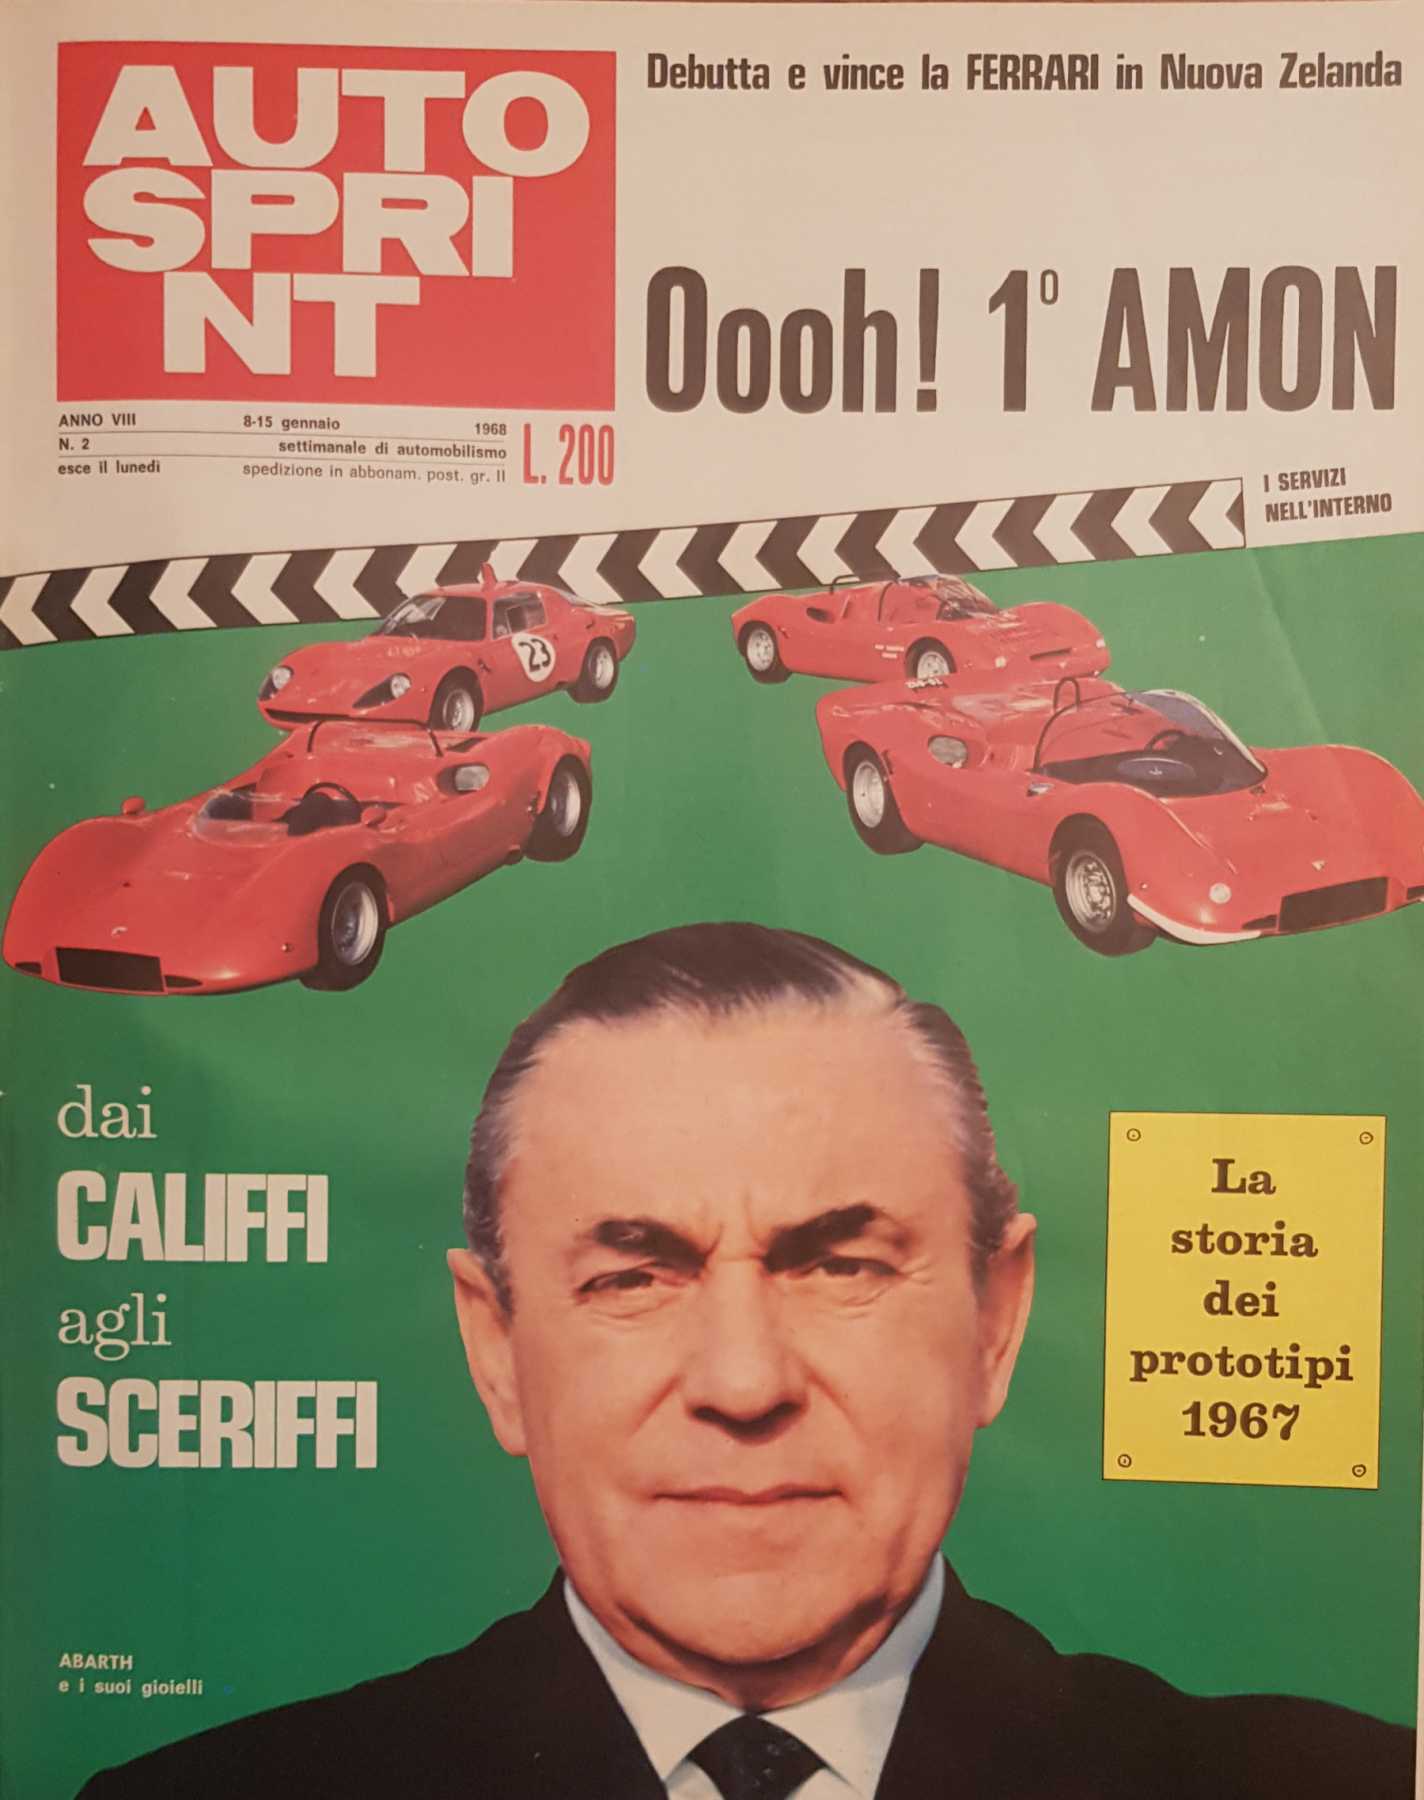 AUTO
SPRI
NT
Debutta e vince la FERRARI in Nuova Zelanda
Oooh! 1º AMON
ANNO VIII 8-15 gennaio 1968
N. 2 settimanale di automobilismo
esce il lunedì spedizione in abbonam. post. gr. II
L. 200
I SERVIZI
NELL'INTERNO
23
dai
CALIFFI
agli
SCERIFFI
La
storia
dei
prototipi
1967
ABARTH
e i suoi gioielli